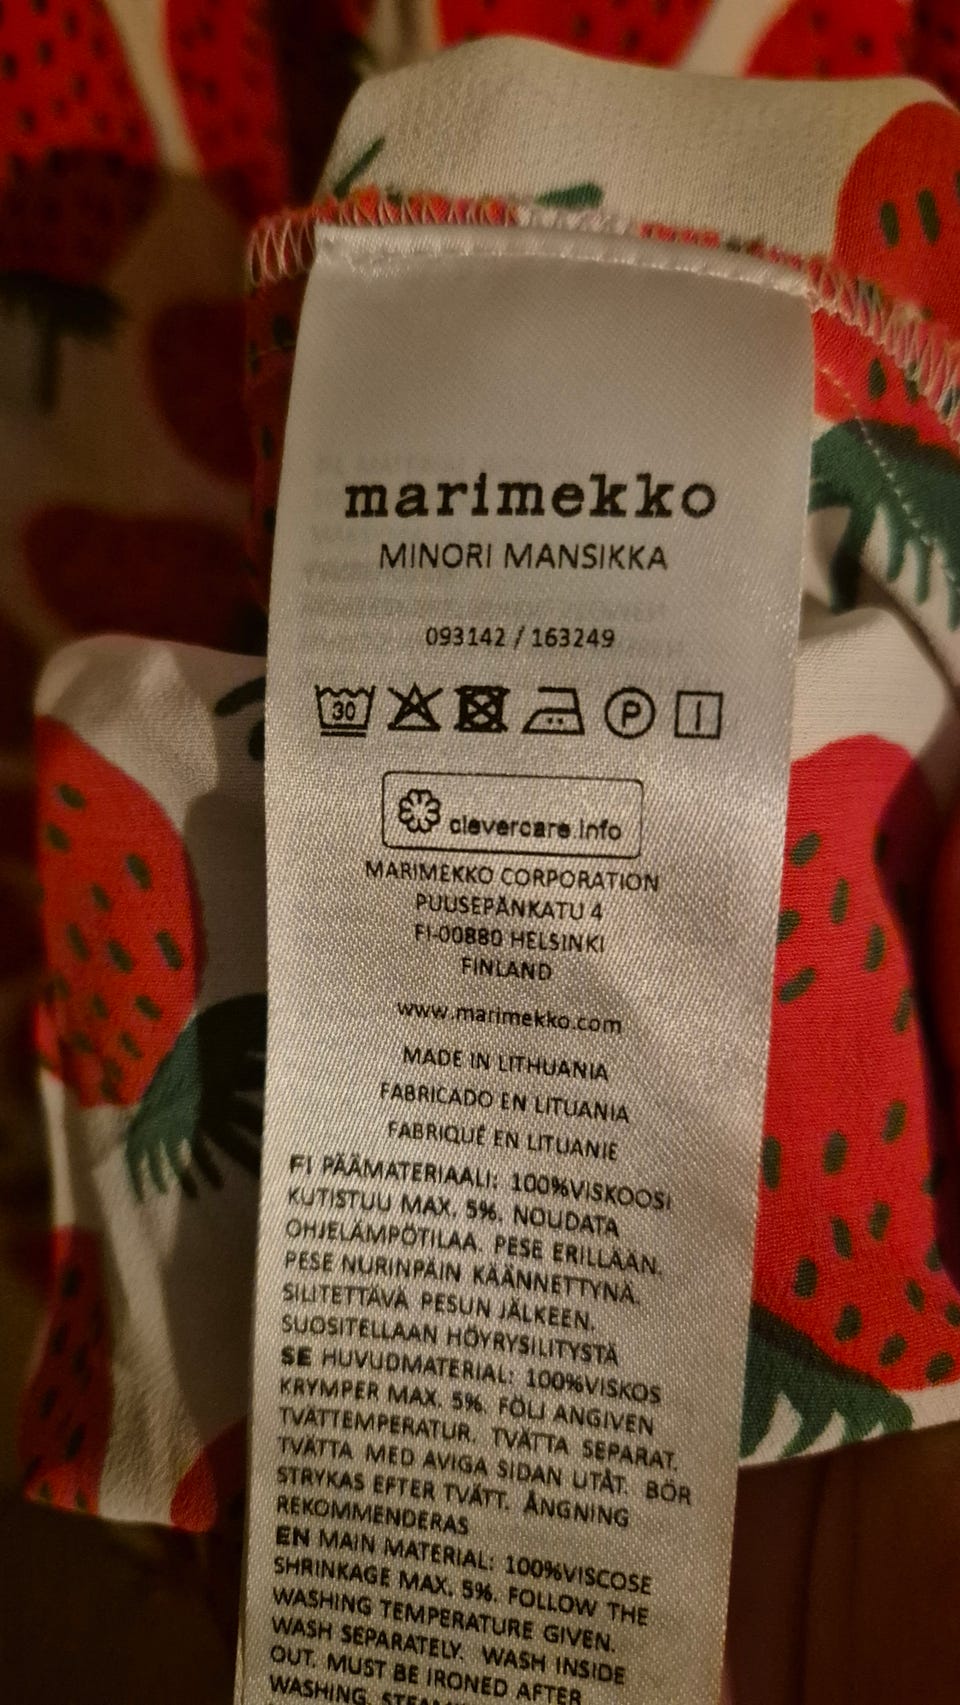 marimekko
MINORI MANSIKKA
093142 / 163249
30 P
clevercare.info
MARIMEKKO CORPORATION
PUUSEPÄNKATU 4
FI-00880 HELSINKI
FINLAND
www.marimekko.com
MADE IN LITHUANIA
FABRICADO EN LITUANIA
FABRIQUÉ EN LITUANIE
FI PÄÄMATERIAALI: 100%VISKOOSI
KUTISTUU MAX. 5%. NOUDATA
OHJELÄMPÖTILAA. PESE ERILLÄÄN.
PESE NURINPÄIN KÄÄNNETTYNÄ.
SILITETTÄVÄ PESUN JÄLKEEN.
SUOSITELLAAN HÖYRYSILITYSTÄ
SE HUVUDMATERIAL: 100%VISKOS
KRYMPER MAX. 5%. FÖLJ ANGIVEN
TVÄTTEMPERATUR. TVÄTTA SEPARAT.
TVÄTTA MED AVIGA SIDAN UTÅT. BÖR
STRYKAS EFTER TVÄTT. ÅNGNING
REKOMMENDERAS
EN MAIN MATERIAL: 100%VISCOSE
SHRINKAGE MAX. 5%. FOLLOW THE
WASHING TEMPERATURE GIVEN.
WASH SEPARATELY. WASH INSIDE
OUT. MUST BE IRONED AFTER
WASHING.